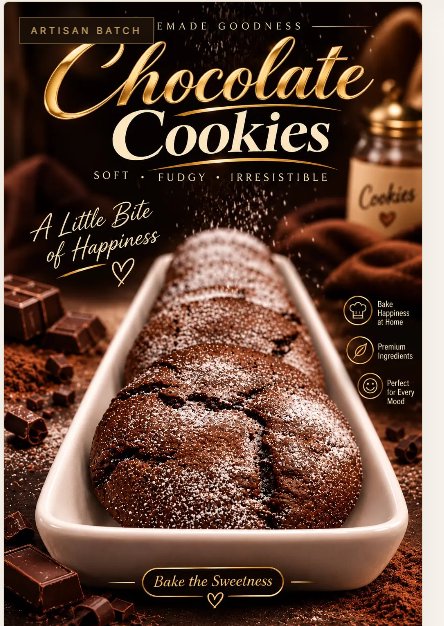 ARTISAN BATCH
EMADE GOODNESS
Chocolate
Cookies
SOFT • FUDGY • IRRESISTIBLE
A Little Bite
of Happiness
Cookies
Bake
Happiness
at Home
Premium
Ingredients
Perfect
for Every
Mood
Bake the Sweetness